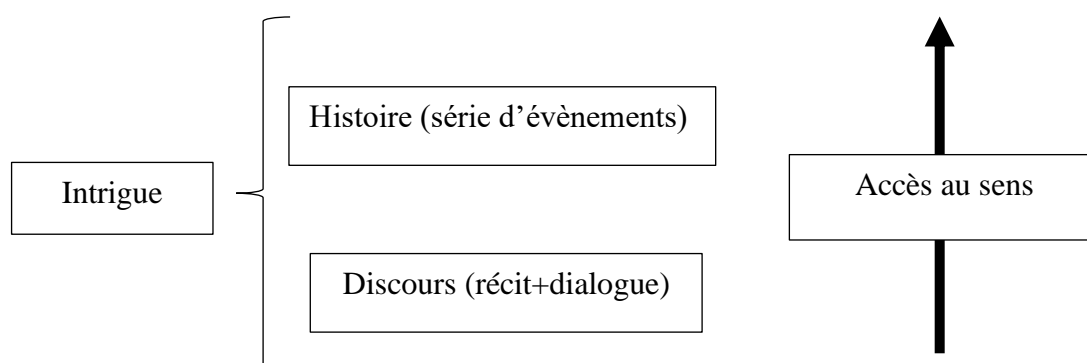 Histoire (série d’évènements)
Intrigue
Accès au sens
Discours (récit+dialogue)